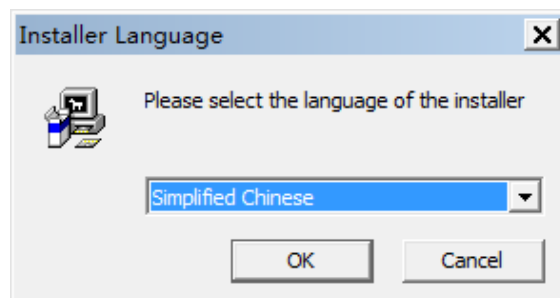 Installer Language
Please select the language of the installer
Simplified Chinese
OK
Cancel